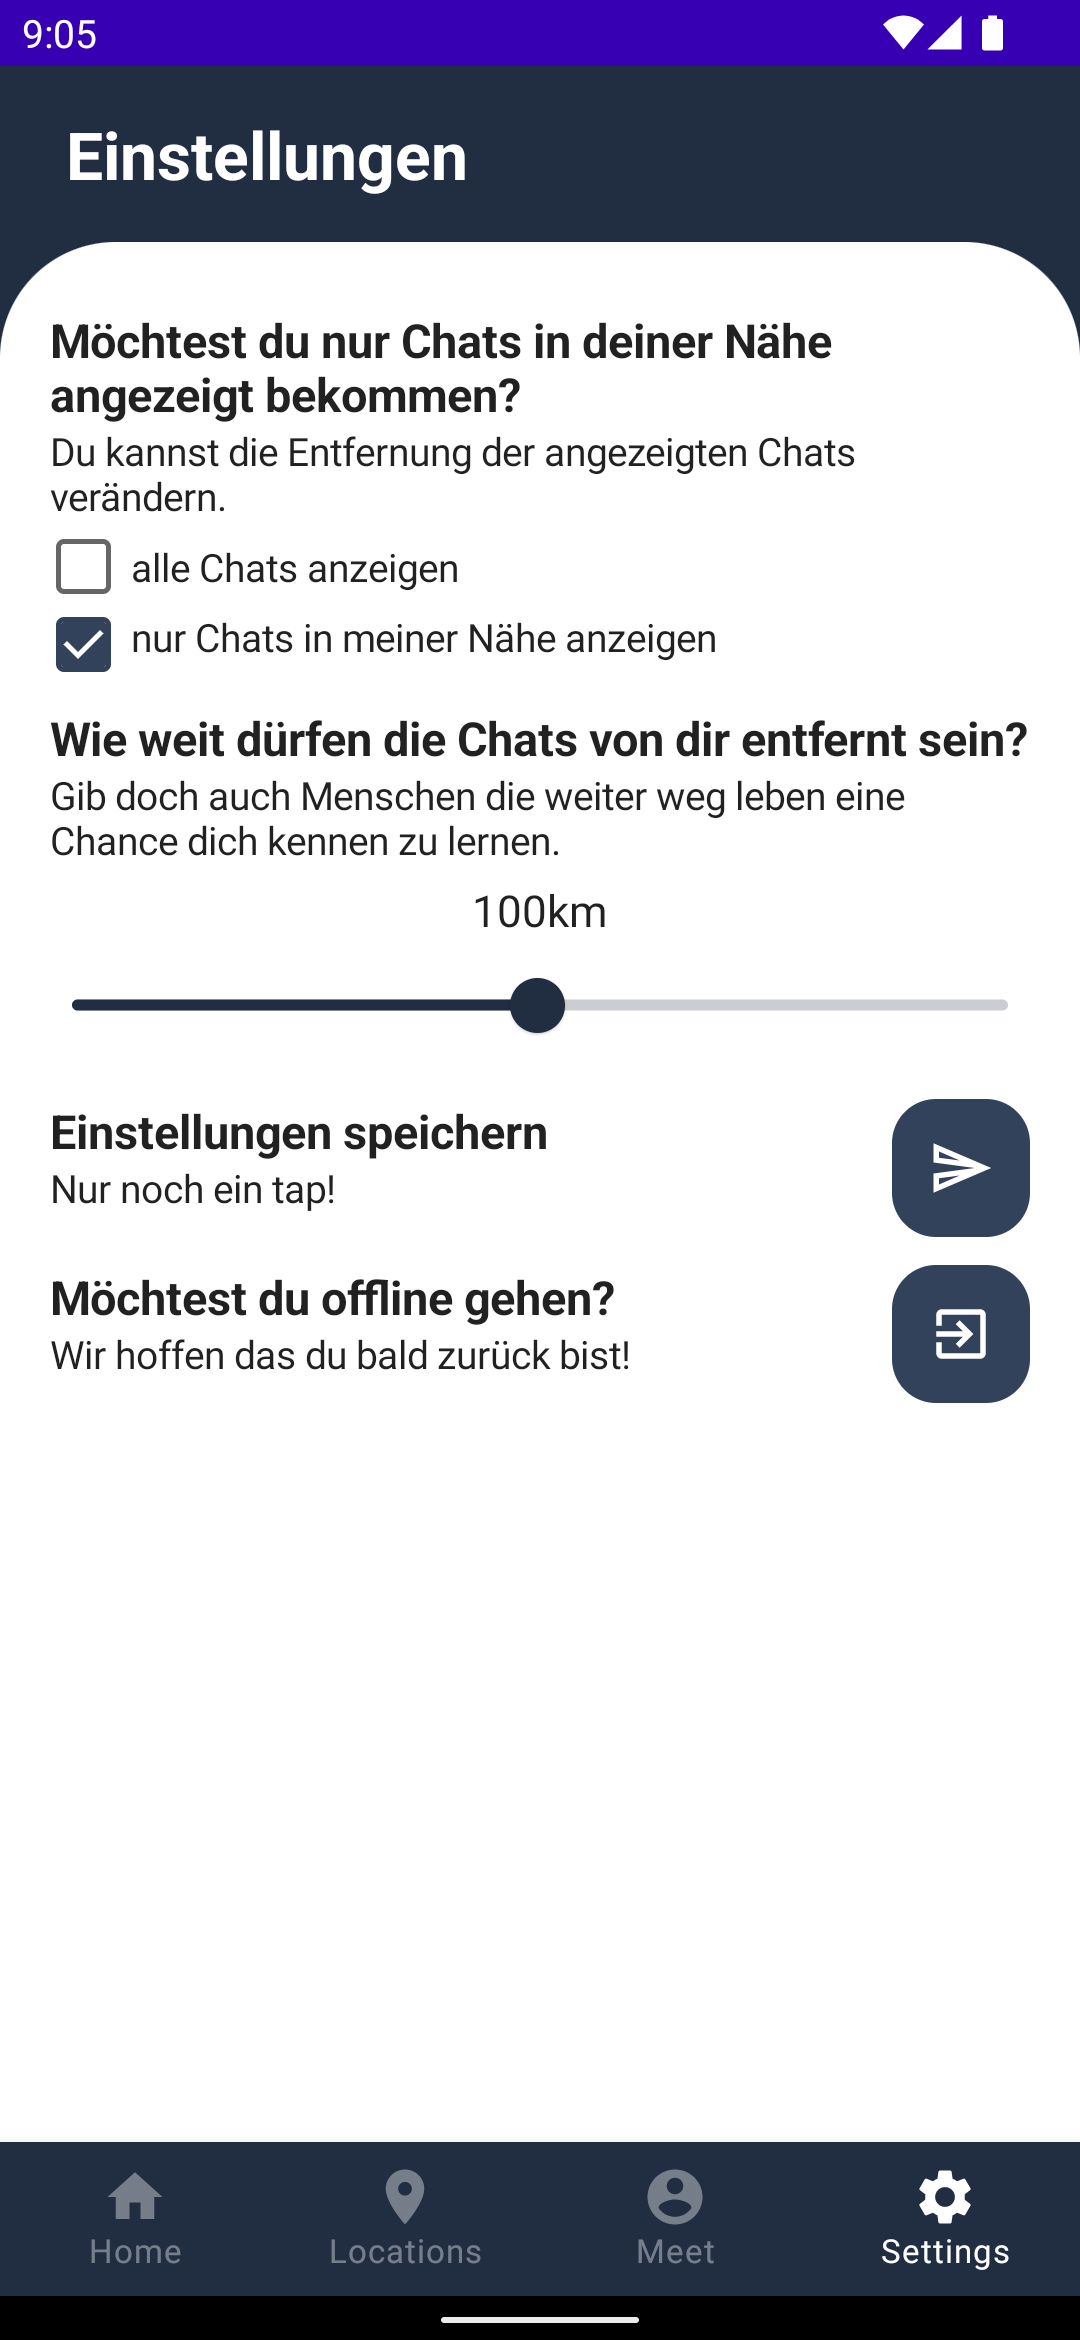 9:05
Einstellungen
Möchtest du nur Chats in deiner Nähe
angezeigt bekommen?
Du kannst die Entfernung der angezeigten Chats
verändern.
alle Chats anzeigen
nur Chats in meiner Nähe anzeigen
Wie weit dürfen die Chats von dir entfernt sein?
Gib doch auch Menschen die weiter weg leben eine
Chance dich kennen zu lernen.
100km
Einstellungen speichern
Nur noch ein tap!
Möchtest du offline gehen?
Wir hoffen das du bald zurück bist!
Home
Locations
Meet
Settings